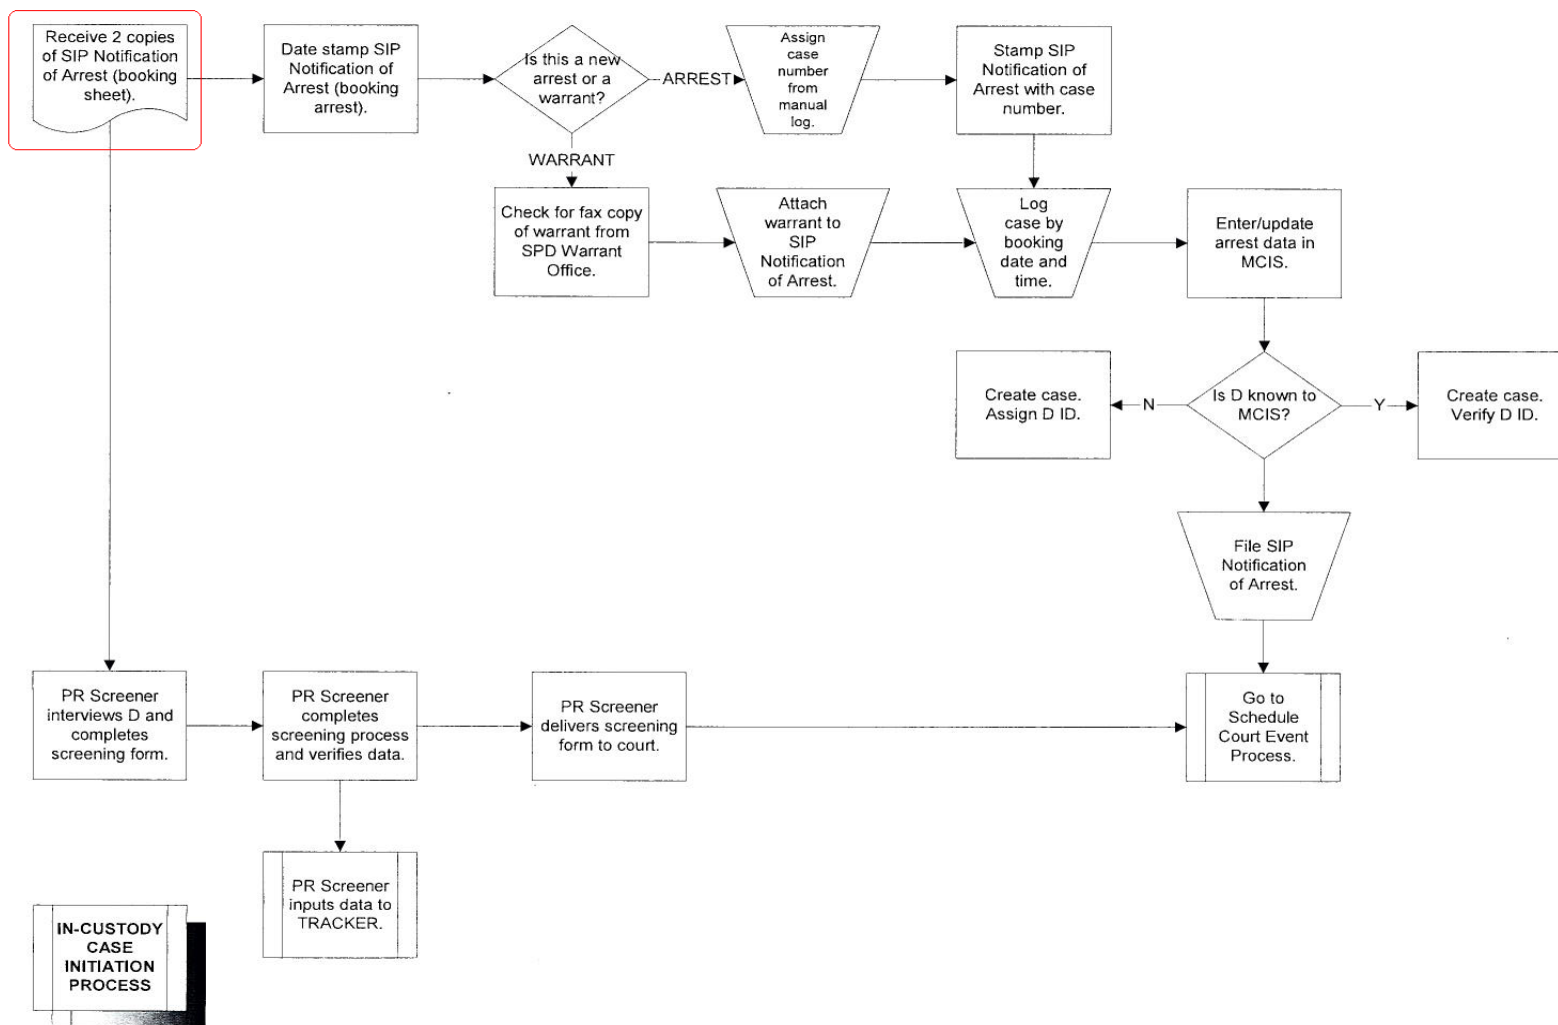 Receive 2 copies
of SIP Notification
of Arrest (booking
sheet).
Date stamp SIP
Notification of
Arrest (booking
arrest).
Is this a new
arrest or a
warrant?
ARREST
Assign
case
number
from
manual
log.
Stamp SIP
Notification of
Arrest with case
number.
WARRANT
Check for fax copy
of warrant from
SPD Warrant
Office.
Attach
warrant to
SIP
Notification
of Arrest.
Log
case by
booking
date and
time.
Enter/update
arrest data in
MCIS.
Create case.
Assign D ID.
N
Is D known to
MCIS?
Y
Create case.
Verify D ID.
File SIP
Notification
of Arrest.
PR Screener
interviews D and
completes
screening form.
PR Screener
completes
screening process
and verifies data.
PR Screener
delivers screening
form to court.
Go to
Schedule
Court Event
Process.
PR Screener
inputs data to
TRACKER.
IN-CUSTODY
CASE
INITIATION
PROCESS